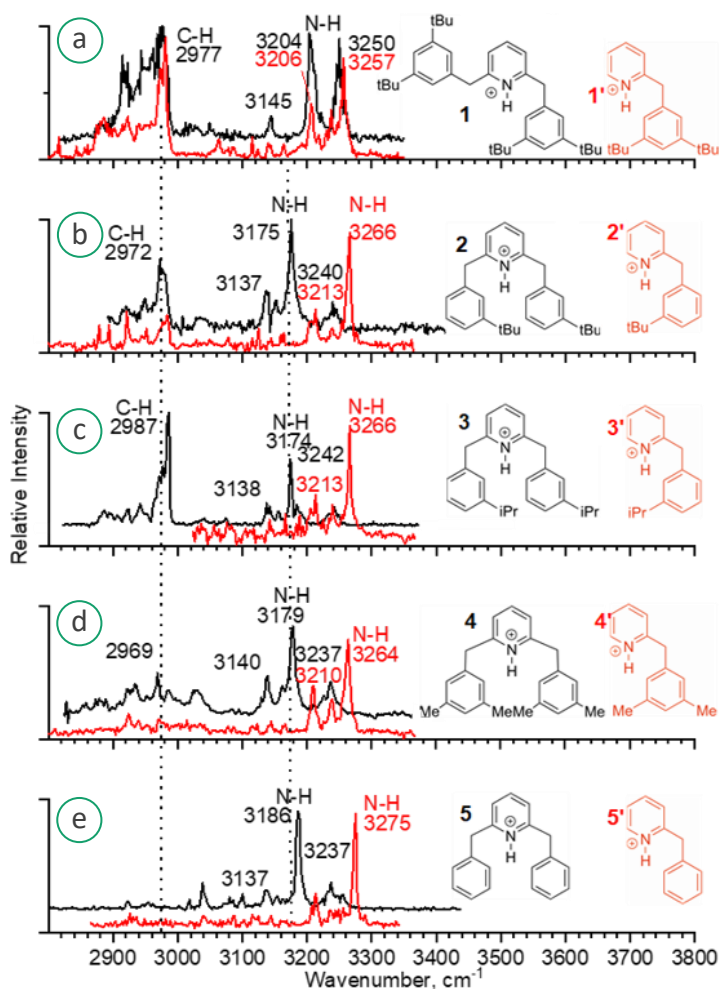 Relative Intensity
a
C-H
2977
N-H
3204
3206
3250
3257
3145
tBu
tBu
N
H
⊕
1
tBu
tBu
N
H
⊕
1'
tBu
tBu
b
C-H
2972
N-H
3175
N-H
3266
3137
3240
3213
2
⊕
N
H
tBu
tBu
2'
N
H
⊕
tBu
c
C-H
2987
N-H
3174
N-H
3266
3242
3138
3213
3
⊕
N
H
iPr
iPr
3'
⊕
N
H
iPr
d
2969
N-H
3179
N-H
3264
3140
3237
3210
4
⊕
N
H
Me
MeMe
Me
4'
⊕
N
H
Me
Me
e
N-H
3186
N-H
3275
3137
3237
5
⊕
N
H
5'
⊕
N
H
2900 3000 3100 3200 3300 3400 3500 3600 3700 3800
Wavenumber, cm-1